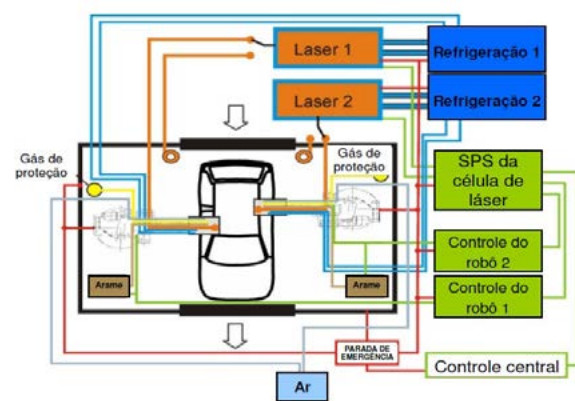 Laser 1
Refrigeração 1
Laser 2
Refrigeração 2
Gás de
proteção
Gás de
proteção
SPS da
célula de
láser
Controle do
robô 2
Arame
Arame
Controle do
robô 1
PARADA DE
EMERGÊNCIA
Controle central
Ar